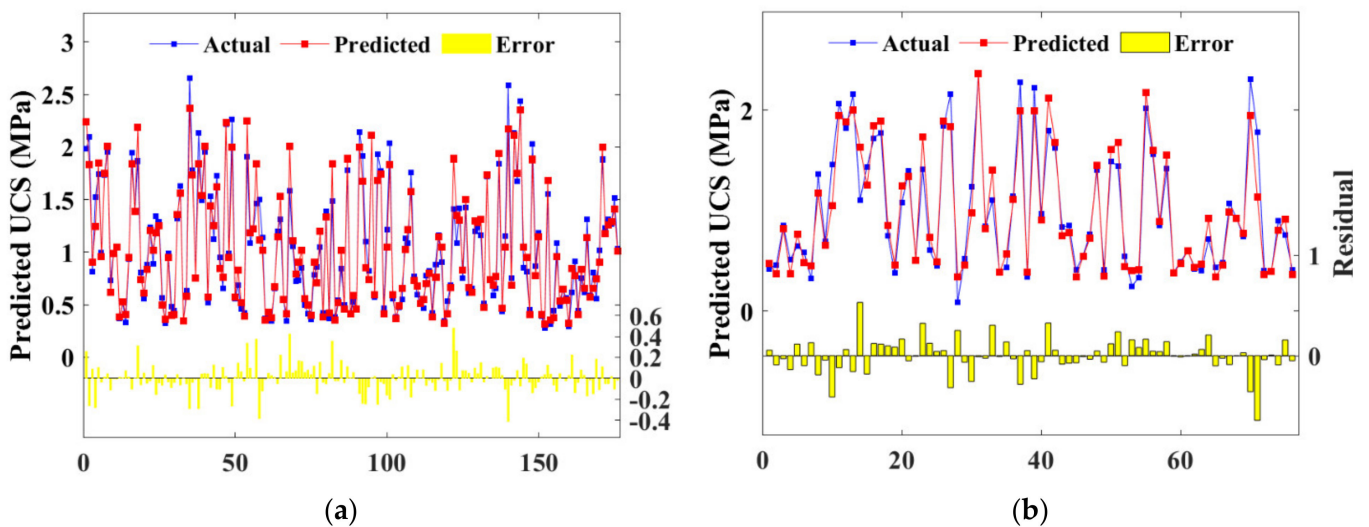 Actual Predicted Error
Predicted UCS (MPa)
3
2.5
2
1.5
1
0.5
0
0.6
0.4
0.2
0
-0.2
-0.4
0 50 100 150
(a)
Actual Predicted Error
Predicted UCS (MPa)
2
0
Residual
1
0
0 20 40 60
(b)